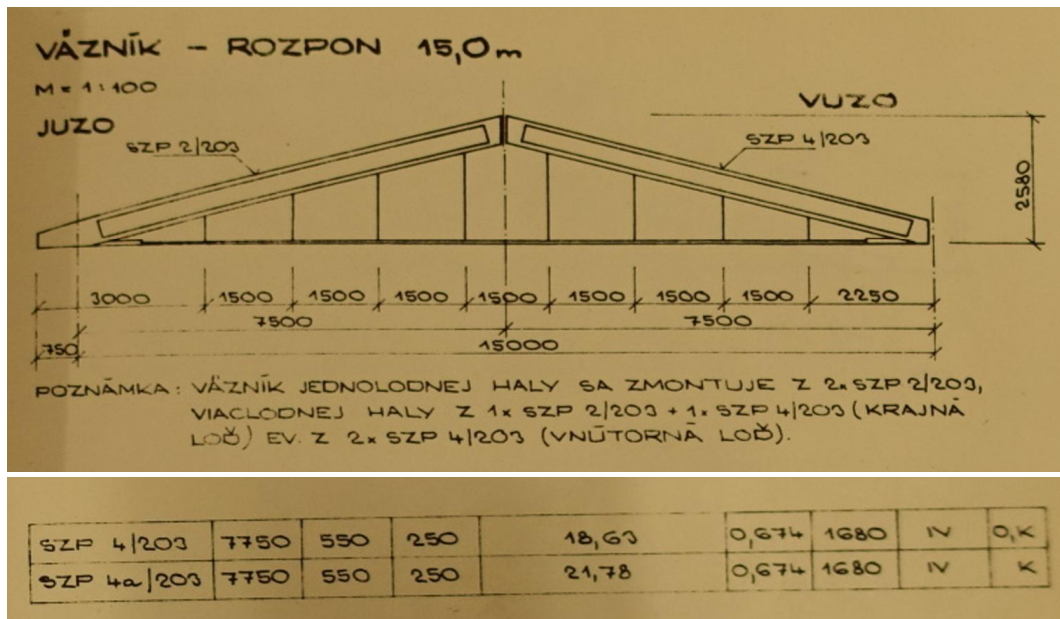 VÄZNÍK - ROZPON 15,0m
M = 1:100
JUZO
VUZO
SZP 2/203
SZP 4/203
2580
3000 1500 1500 1500 1500 1500 1500 1500 2250
7500 7500
750 15000
POZNÁMKA: VÄZNÍK JEDNOLODNEJ HALY SA ZMONTUJE Z 2x SZP 2/203,
VIACLODNEJ HALY Z 1x SZP 2/203 + 1x SZP 4/203 (KRAJNÁ
LOĎ) EV. Z 2x SZP 4/203 (VNÚTORNÁ LOĎ).
SZP 4/203 7750 550 250 18,63 0,674 1680 IV O,K
SZP 4a/203 7750 550 250 21,78 0,674 1680 IV K